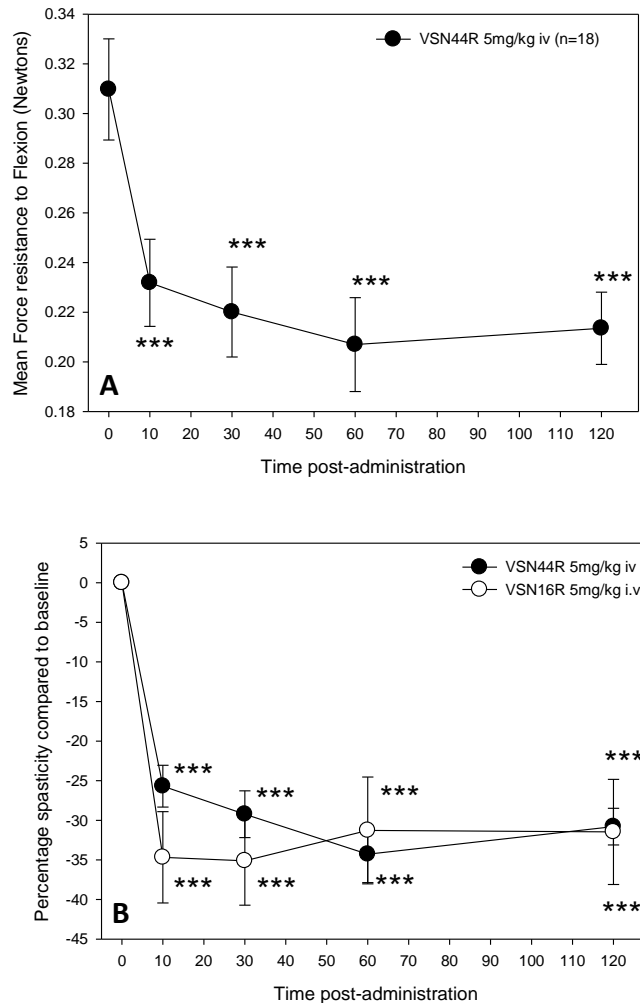 VSN44R 5mg/kg iv (n=18)
Mean Force resistance to Flexion (Newtons)
0.34
0.32
0.30
0.28
0.26
0.24
0.22
0.20
0.18
***
***
***
***
A
0 10 20 30 40 50 60 70 80 90 100 110 120
Time post-administration
VSN44R 5mg/kg iv
VSN16R 5mg/kg i.v
Percentage spasticity compared to baseline
5
0
-5
-10
-15
-20
-25
-30
-35
-40
-45
***
***
***
***
***
***
***
***
B
0 10 20 30 40 50 60 70 80 90 100 110 120
Time post-administration